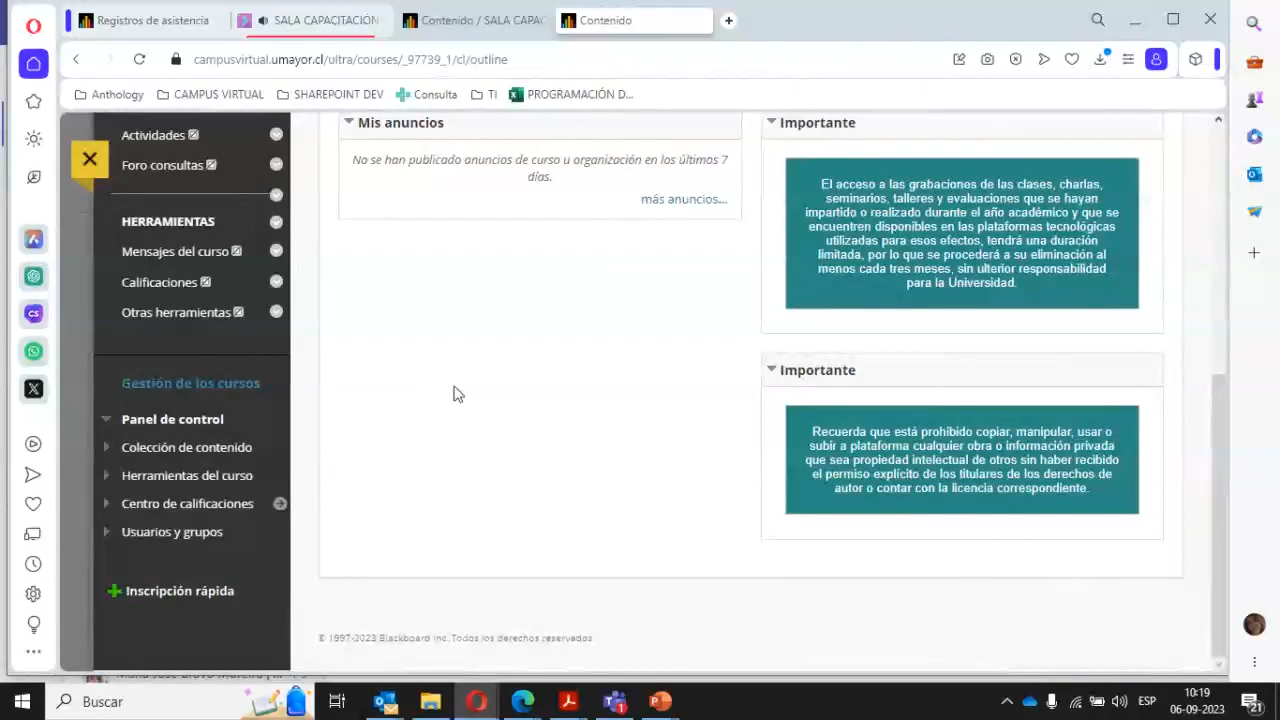 Registros de asistencia
SALA CAPACITACIÓN
Contenido / SALA CAPA
Contenido
campusvirtual.umayor.cl/ultra/courses/_97739_1/cl/outline
Anthology
CAMPUS VIRTUAL
SHAREPOINT DEV
Consulta
TI
PROGRAMACIÓN D...
Actividades
Foro consultas
HERRAMIENTAS
Mensajes del curso
Calificaciones
Otras herramientas
Gestión de los cursos
Panel de control
Colección de contenido
Herramientas del curso
Centro de calificaciones
Usuarios y grupos
Inscripción rápida
Mis anuncios
No se han publicado anuncios de curso u organización en los últimos 7
días.
más anuncios...
Importante
El acceso a las grabaciones de las clases, charlas,
seminarios, talleres y evaluaciones que se hayan
impartido o realizado durante el año académico y que se
encuentren disponibles en las plataformas tecnológicas
utilizadas para esos efectos, tendrá una duración
limitada, por lo que se procederá a su eliminación al
menos cada tres meses, sin ulterior responsabilidad
para la Universidad.
Importante
Recuerda que está prohibido copiar, manipular, usar o
subir a plataforma cualquier obra o información privada
que sea propiedad intelectual de otros sin haber recibido
el permiso explícito de los titulares de los derechos de
autor o contar con la licencia correspondiente.
© 1997-2023 Blackboard Inc. Todos los derechos reservados.
Buscar
ESP
10:19
06-09-2023
21